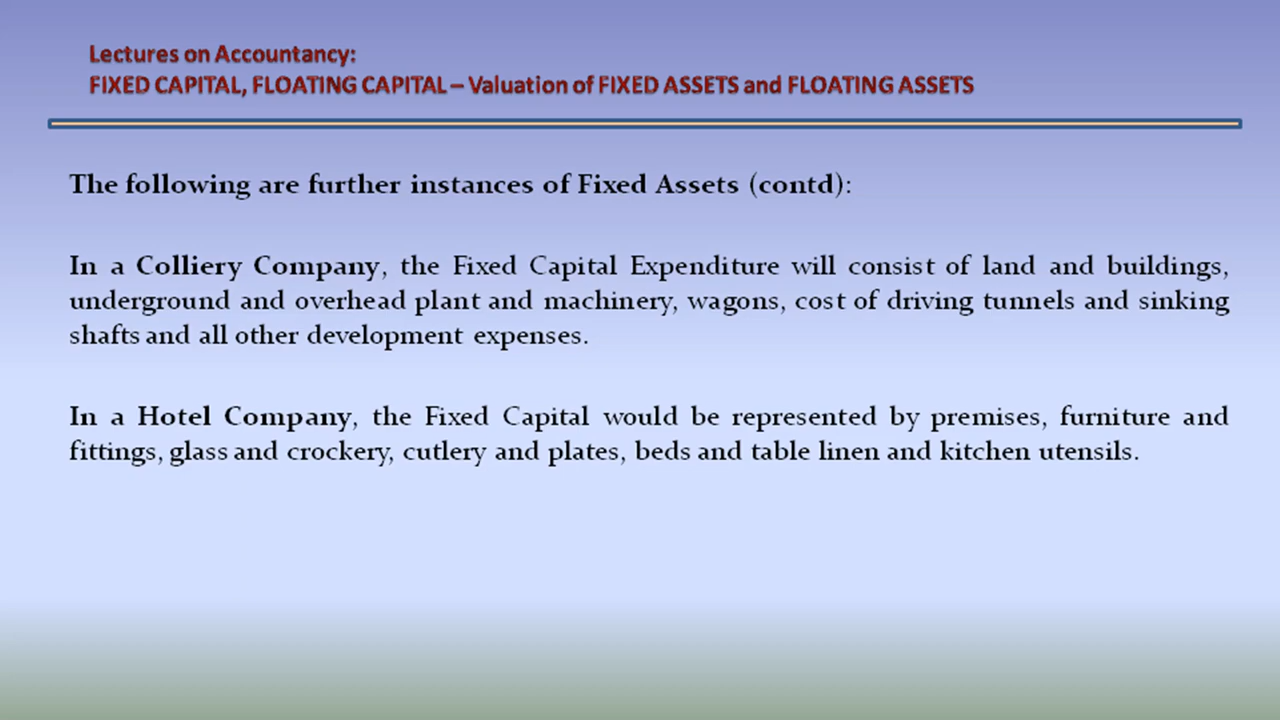 Lectures on Accountancy:
FIXED CAPITAL, FLOATING CAPITAL – Valuation of FIXED ASSETS and FLOATING ASSETS
The following are further instances of Fixed Assets (contd):
In a Colliery Company, the Fixed Capital Expenditure will consist of land and buildings,
underground and overhead plant and machinery, wagons, cost of driving tunnels and sinking
shafts and all other development expenses.
In a Hotel Company, the Fixed Capital would be represented by premises, furniture and
fittings, glass and crockery, cutlery and plates, beds and table linen and kitchen utensils.